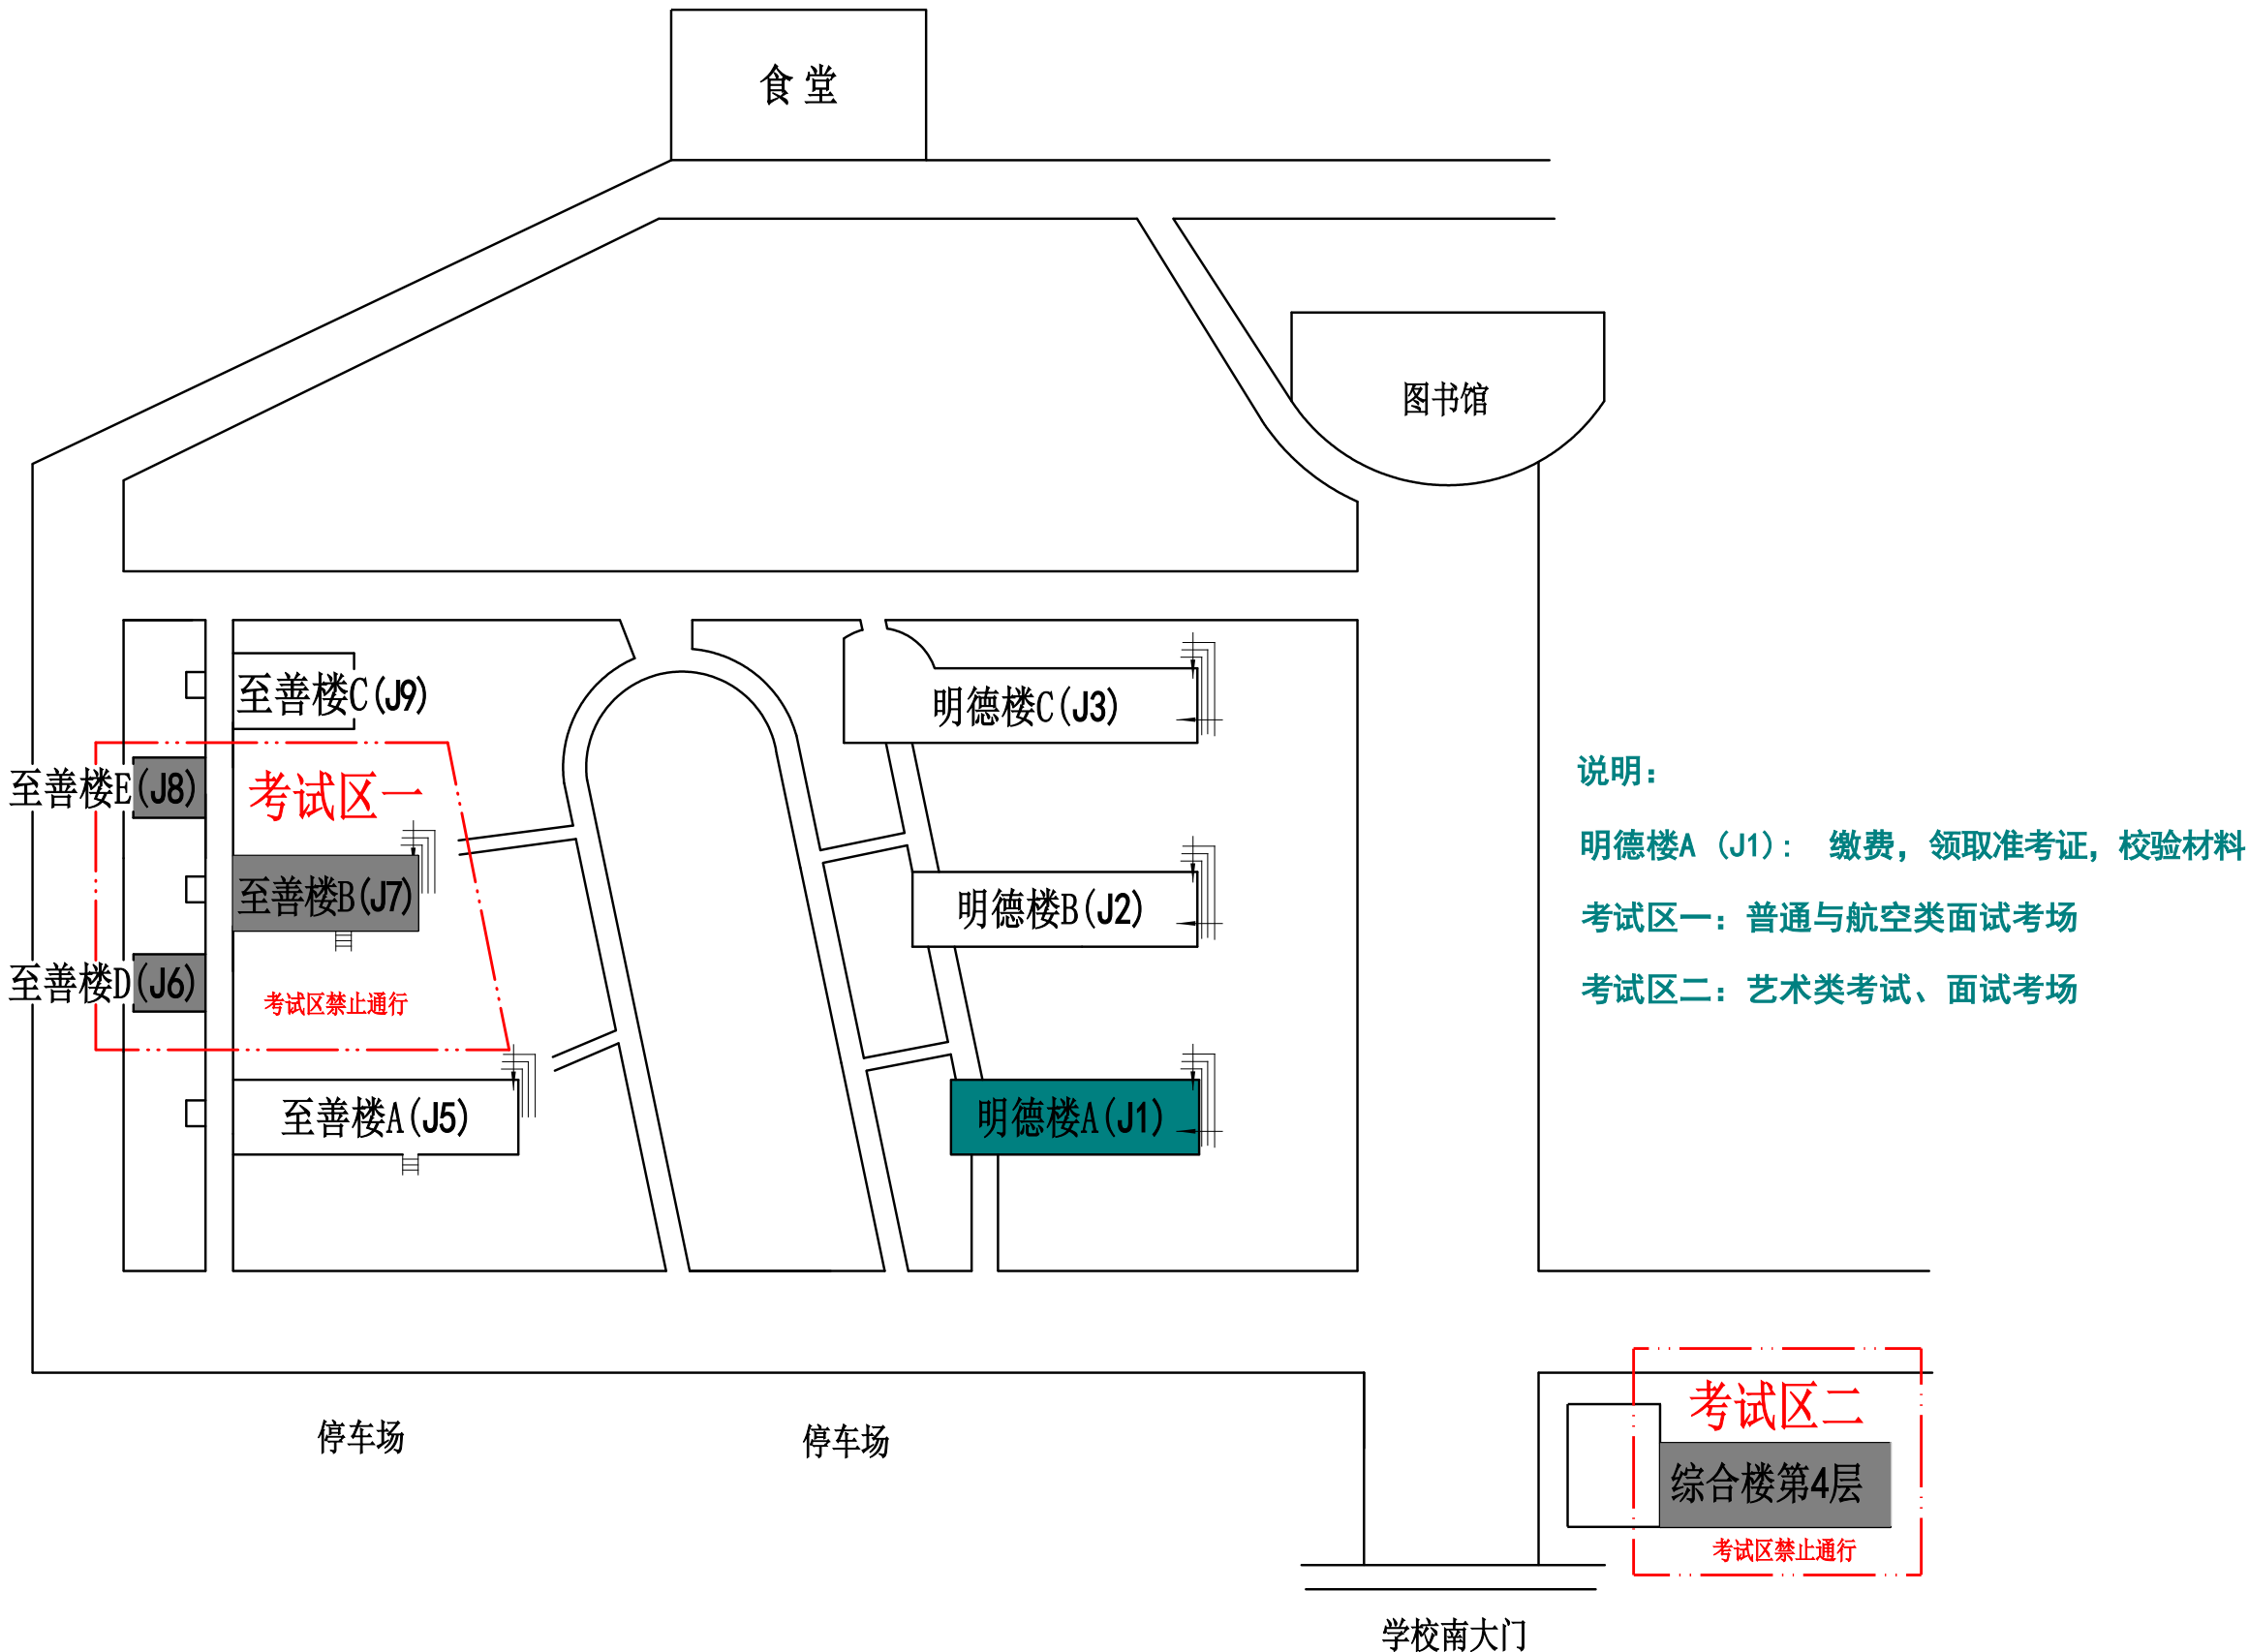 食堂
图书馆
至善楼C(J9)
明德楼C(J3)
至善楼E(J8)
考试区一
说明：
明德楼A（J1）： 缴费，领取准考证，校验材料
至善楼B(J7)
明德楼B(J2)
考试区一：普通与航空类面试考场
至善楼D(J6)
考试区禁止通行
考试区二：艺术类考试、面试考场
至善楼A(J5)
明德楼A(J1)
考试区二
停车场
停车场
综合楼第4层
考试区禁止通行
学校南大门